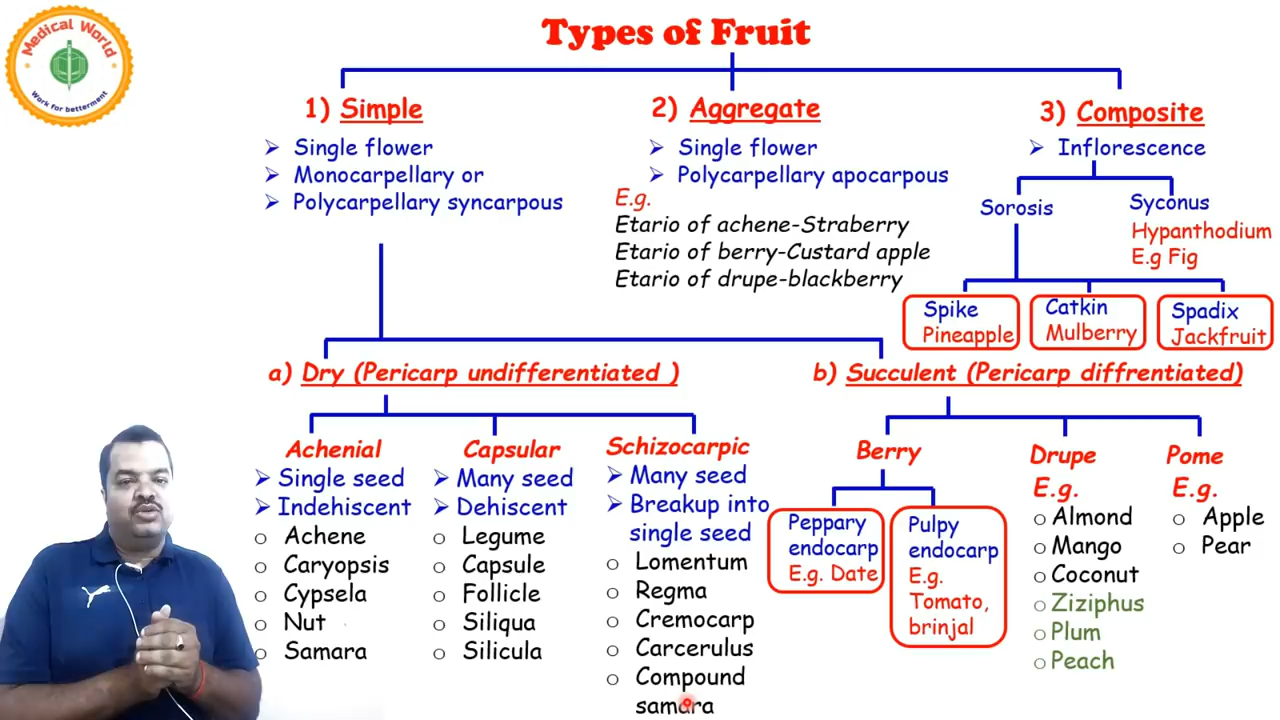 Medical World
Work for betterment
Types of Fruit
1) Simple
➢ Single flower
➢ Monocarpellary or
➢ Polycarpellary syncarpous
2) Aggregate
➢ Single flower
➢ Polycarpellary apocarpous
E.g.
Etario of achene-Straberry
Etario of berry-Custard apple
Etario of drupe-blackberry
3) Composite
➢ Inflorescence
Sorosis
Syconus
Hypanthodium
E.g Fig
Spike
Pineapple
Catkin
Mulberry
Spadix
Jackfruit
a) Dry (Pericarp undifferentiated )
Achenial
➢ Single seed
➢ Indehiscent
o Achene
o Caryopsis
o Cypsela
o Nut
o Samara
Capsular
➢ Many seed
➢ Dehiscent
o Legume
o Capsule
o Follicle
o Siliqua
o Silicula
Schizocarpic
➢ Many seed
➢ Breakup into
single seed
o Lomentum
o Regma
o Cremocarp
o Carcerulus
o Compound
samara
b) Succulent (Pericarp diffrentiated)
Berry
Peppary
endocarp
E.g. Date
Pulpy
endocarp
E.g.
Tomato,
brinjal
Drupe
E.g.
o Almond
o Mango
o Coconut
o Ziziphus
o Plum
o Peach
Pome
E.g.
o Apple
o Pear